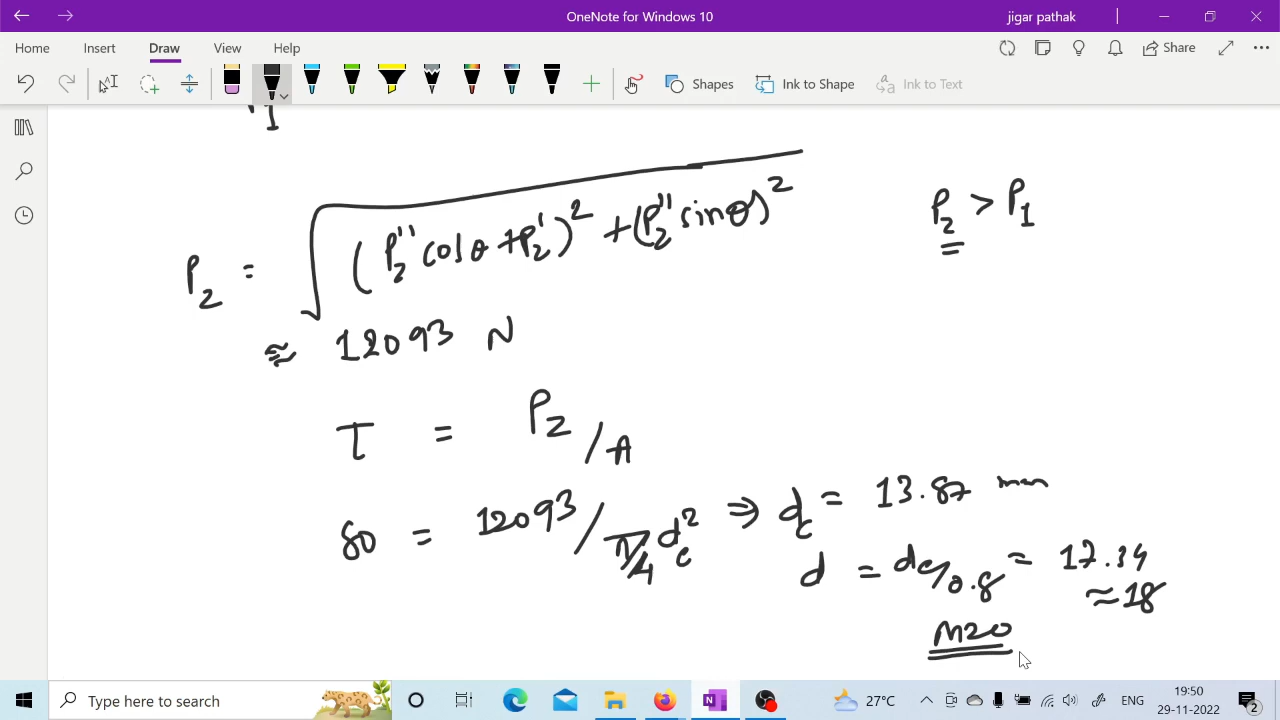 OneNote for Windows 10
jigar pathak
Home Insert Draw View Help
Share
Shapes
Ink to Shape
Ink to Text
P₂ = √((P₂'' cosθ + P₂')² + (P₂'' sinθ)²)
P₂ > P₁
≈ 12093 N
τ = P₂/A
80 = 12093 / π/4 dc² ⇒ dc = 13.87 mm
d = dc/0.8 = 17.34
≈ 18
M20
Type here to search
27°C
ENG
19:50
29-11-2022
2